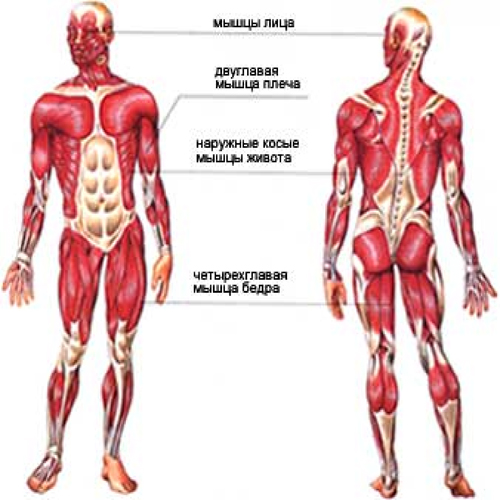 мышцы лица
двуглавая
мышца плеча
наружные косые
мышцы живота
четырехглавая
мышца бедра